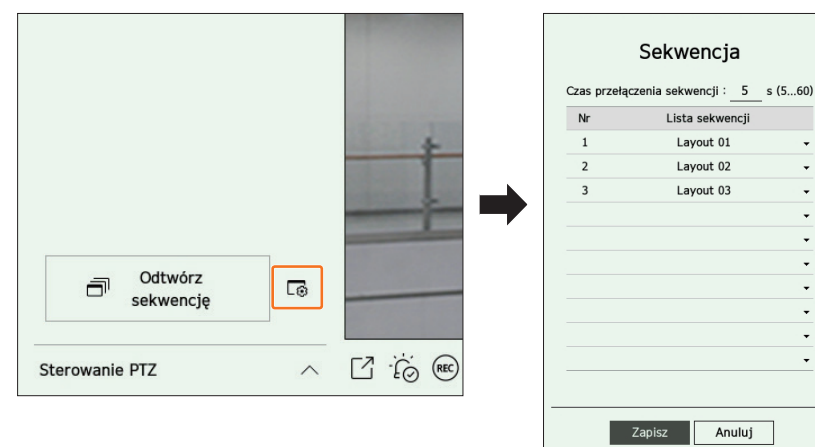 Odtwórz
sekwencję
Sterowanie PTZ
REC
Sekwencja
Czas przełączenia sekwencji : 5 s (5...60)
Nr Lista sekwencji
1 Layout 01
2 Layout 02
3 Layout 03
Zapisz Anuluj